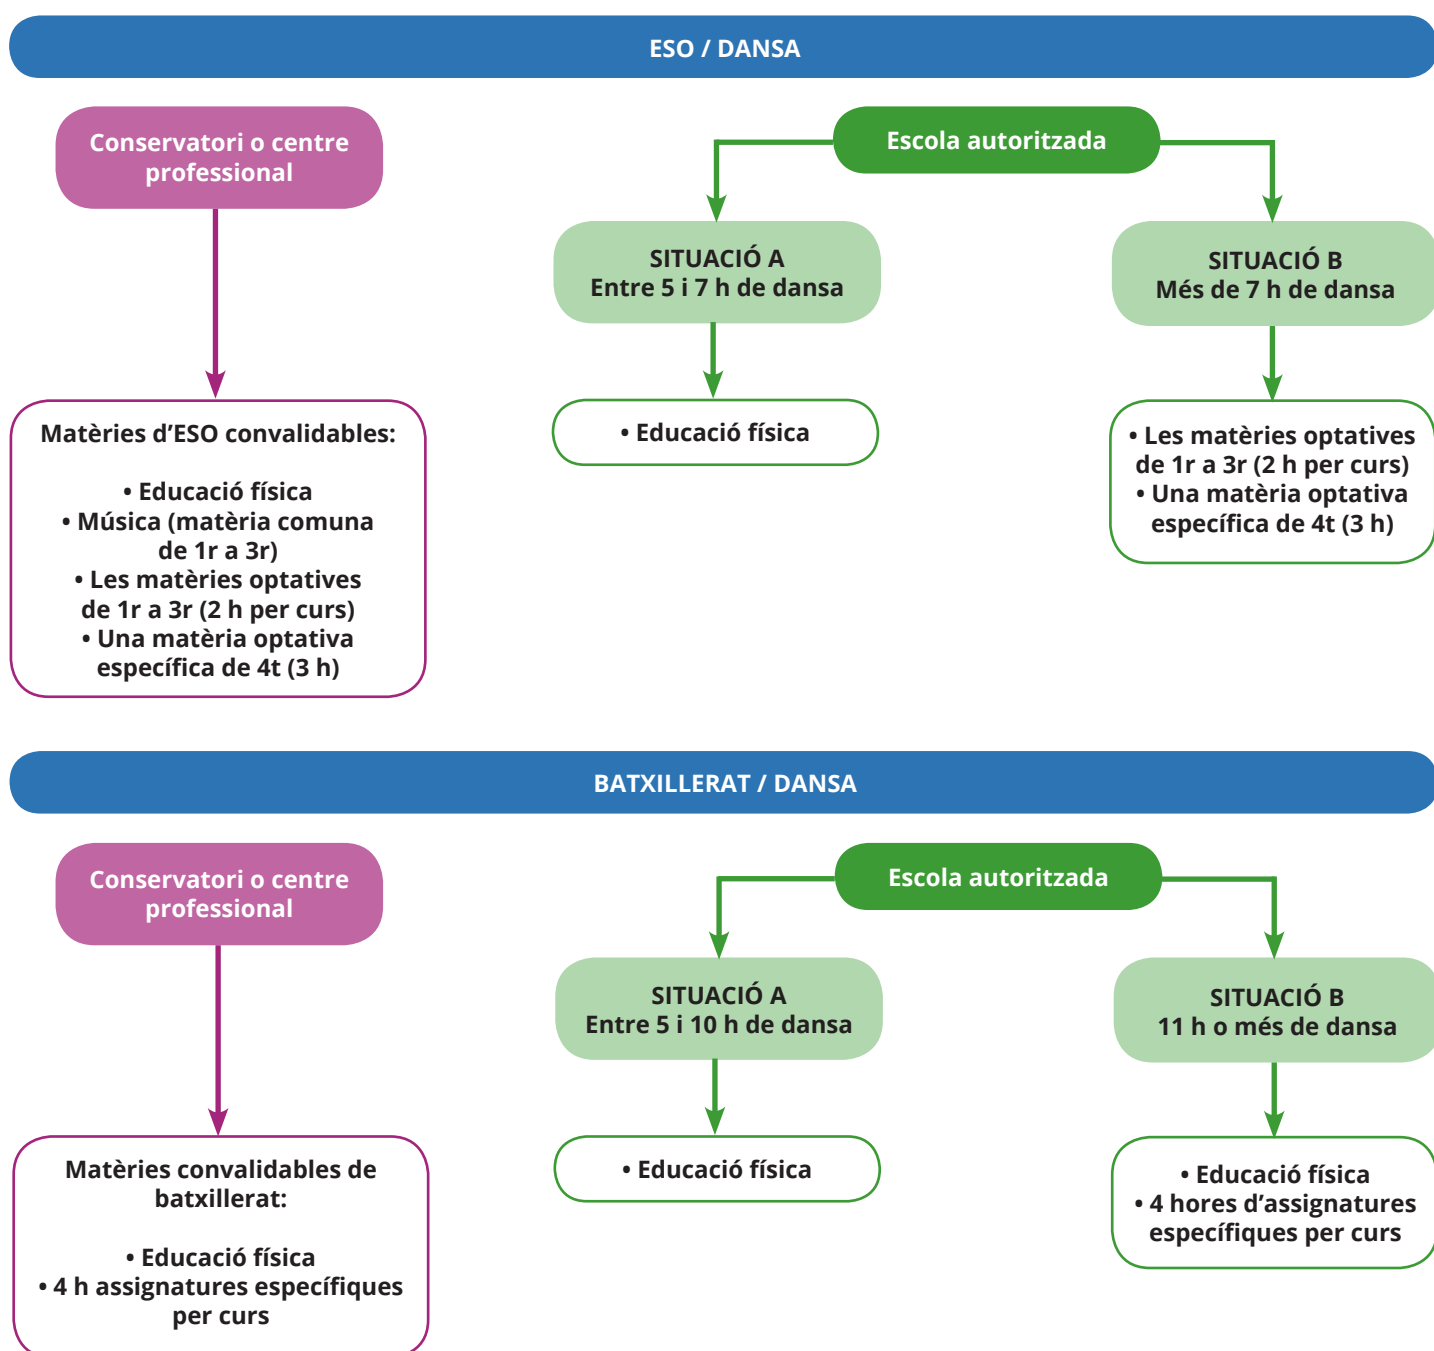 ESO / DANSA
Conservatori o centre
professional
Escola autoritzada
SITUACIÓ A
Entre 5 i 7 h de dansa
SITUACIÓ B
Més de 7 h de dansa
Matèries d’ESO convalidables:
• Educació física
• Música (matèria comuna
de 1r a 3r)
• Les matèries optatives
de 1r a 3r (2 h per curs)
• Una matèria optativa
específica de 4t (3 h)
• Educació física
• Les matèries optatives
de 1r a 3r (2 h per curs)
• Una matèria optativa
específica de 4t (3 h)
BATXILLERAT / DANSA
Conservatori o centre
professional
Escola autoritzada
SITUACIÓ A
Entre 5 i 10 h de dansa
SITUACIÓ B
11 h o més de dansa
Matèries convalidables de
batxillerat:
• Educació física
• 4 h assignatures específiques
per curs
• Educació física
• Educació física
• 4 hores d’assignatures
específiques per curs